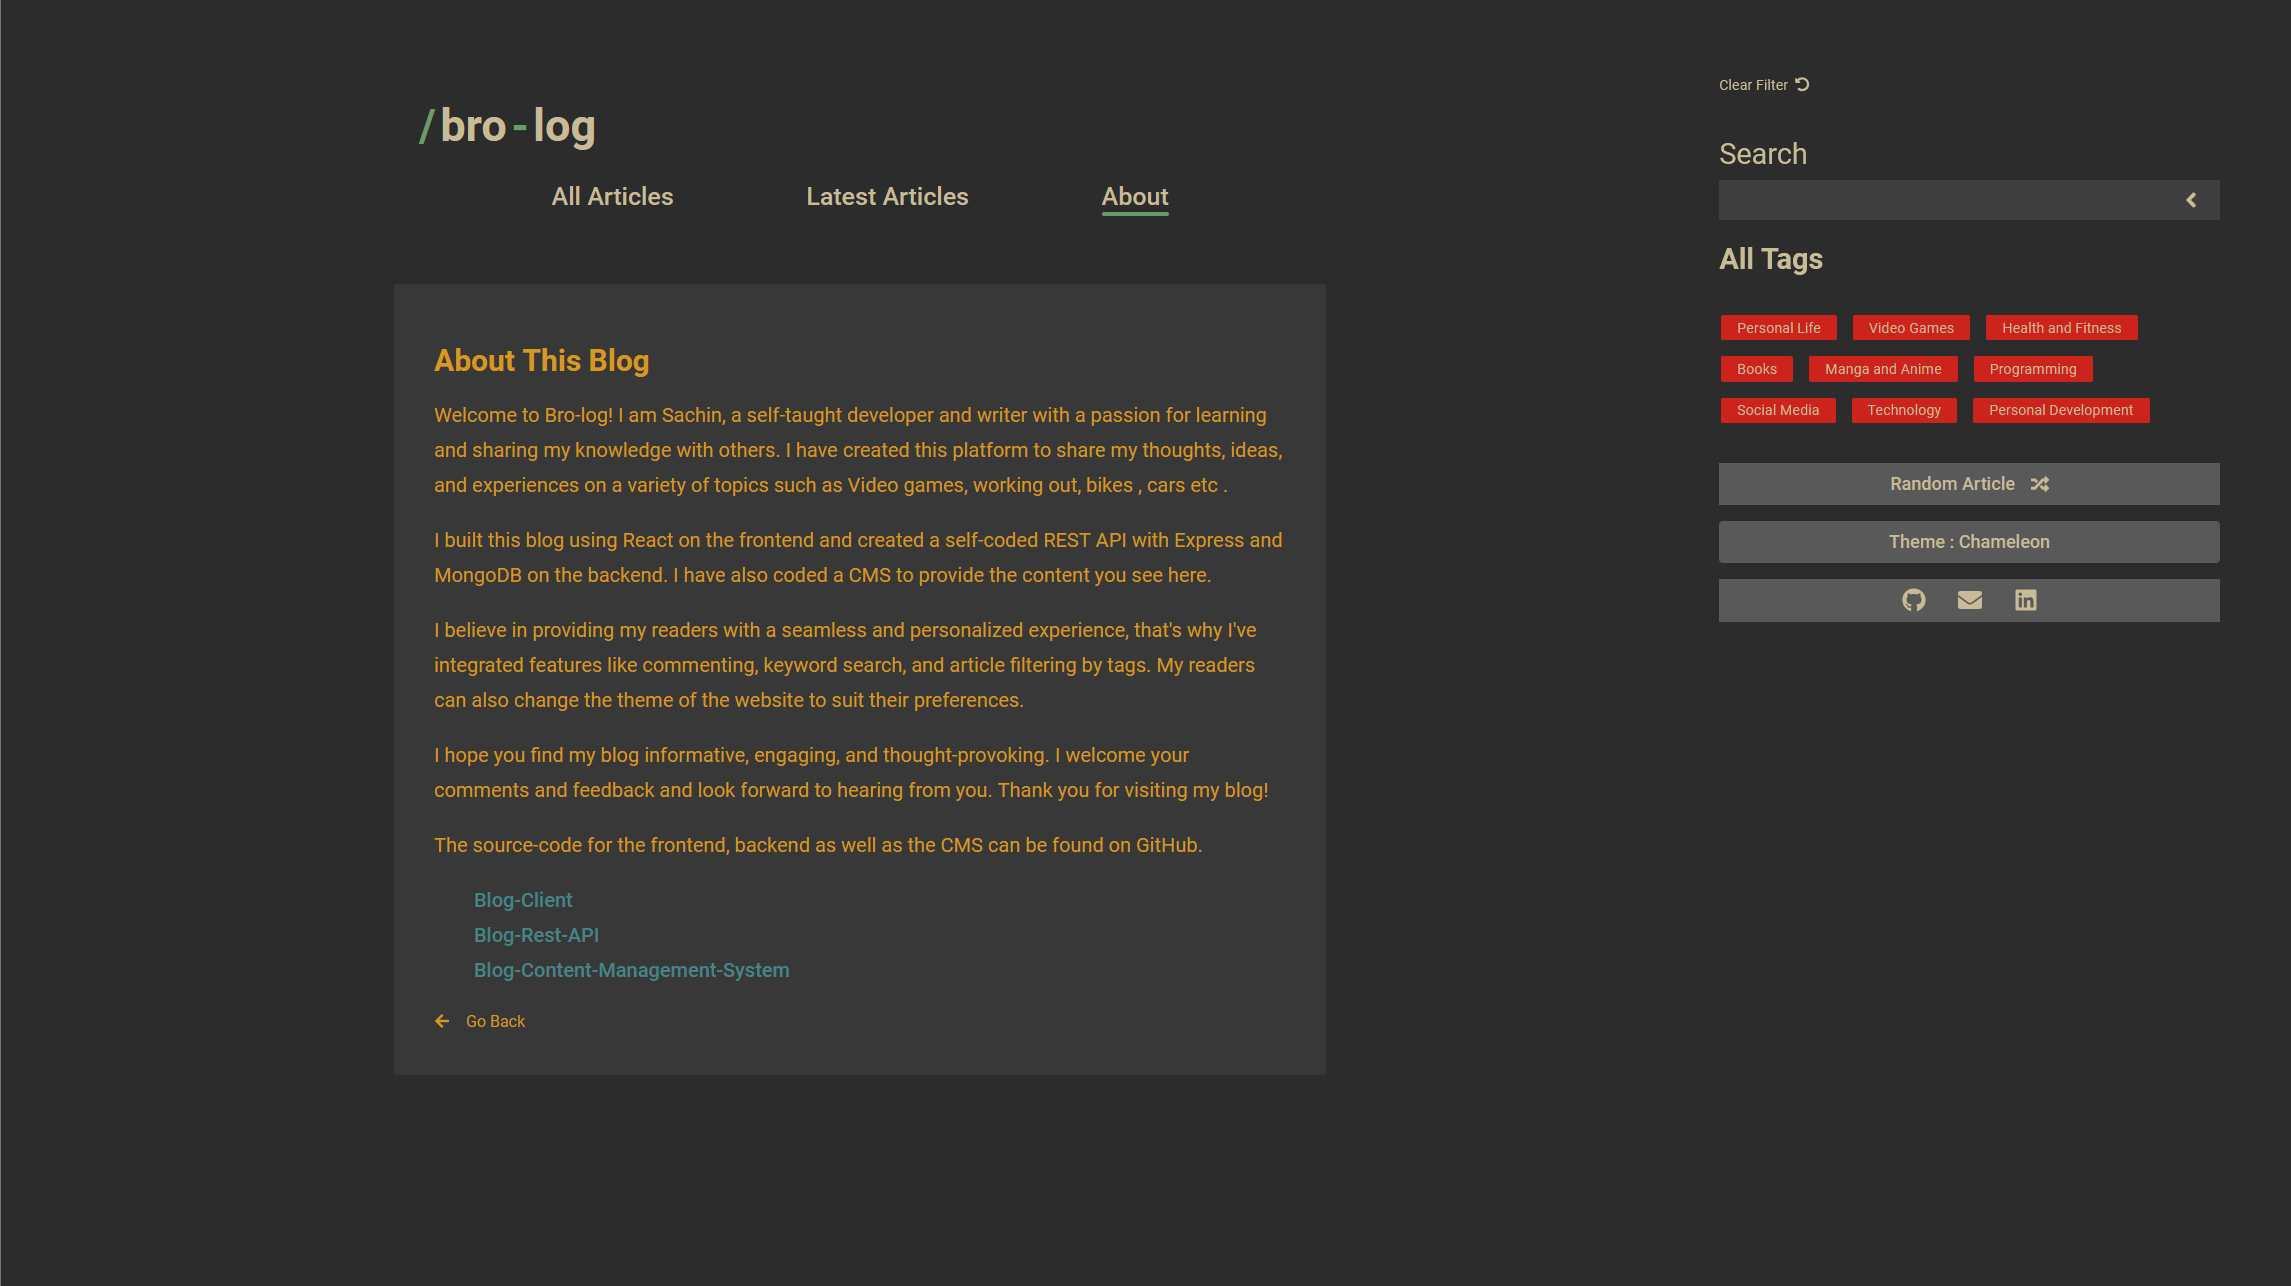 /bro-log
All Articles
Latest Articles
About
About This Blog
Welcome to Bro-log! I am Sachin, a self-taught developer and writer with a passion for learning
and sharing my knowledge with others. I have created this platform to share my thoughts, ideas,
and experiences on a variety of topics such as Video games, working out, bikes , cars etc .
I built this blog using React on the frontend and created a self-coded REST API with Express and
MongoDB on the backend. I have also coded a CMS to provide the content you see here.
I believe in providing my readers with a seamless and personalized experience, that's why I've
integrated features like commenting, keyword search, and article filtering by tags. My readers
can also change the theme of the website to suit their preferences.
I hope you find my blog informative, engaging, and thought-provoking. I welcome your
comments and feedback and look forward to hearing from you. Thank you for visiting my blog!
The source-code for the frontend, backend as well as the CMS can be found on GitHub.
Blog-Client
Blog-Rest-API
Blog-Content-Management-System
Go Back
Clear Filter
Search
All Tags
Personal Life
Video Games
Health and Fitness
Books
Manga and Anime
Programming
Social Media
Technology
Personal Development
Random Article
Theme : Chameleon
in